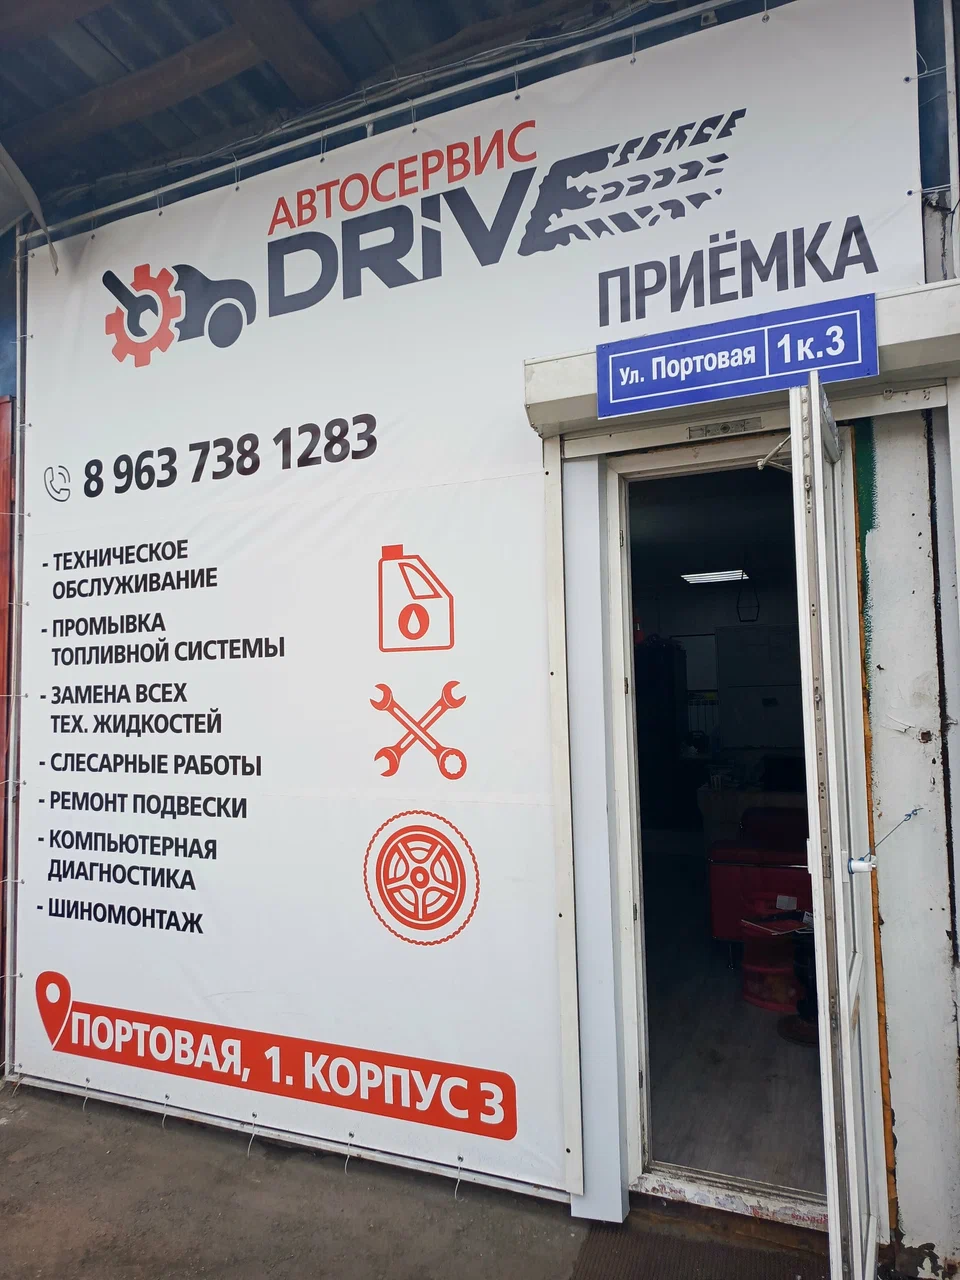 АВТОСЕРВИС
DRIVE
ПРИЁМКА
Ул. Портовая 1к.3
8 963 738 1283
- ТЕХНИЧЕСКОЕ
ОБСЛУЖИВАНИЕ
- ПРОМЫВКА
ТОПЛИВНОЙ СИСТЕМЫ
- ЗАМЕНА ВСЕХ
ТЕХ. ЖИДКОСТЕЙ
- СЛЕСАРНЫЕ РАБОТЫ
- РЕМОНТ ПОДВЕСКИ
- КОМПЬЮТЕРНАЯ
ДИАГНОСТИКА
- ШИНОМОНТАЖ
ПОРТОВАЯ, 1. КОРПУС 3